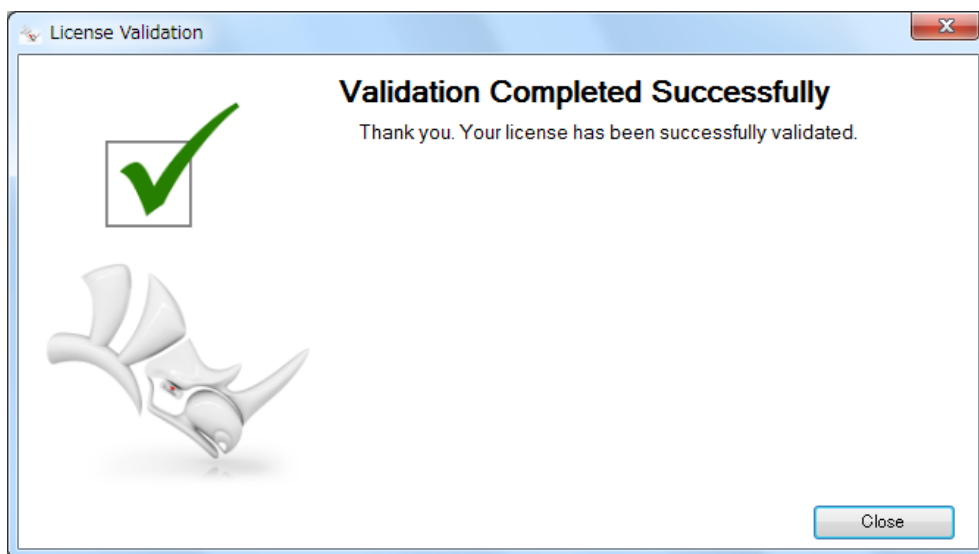 License Validation
Validation Completed Successfully
Thank you. Your license has been successfully validated.
Close